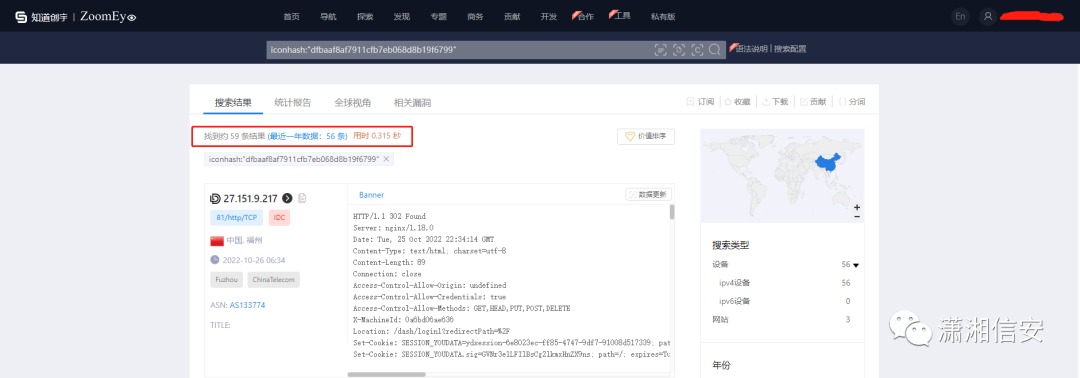 知道创宇 | ZoomEye 首页 导航 探索 发现 专题 商务 贡献 开发 合作 工具 私有版 En
iconhash:"dfbaaf8af7911cfb7eb068d8b19f6799" 语法说明 | 搜索配置
搜索结果 统计报告 全球视角 相关漏洞 订阅 收藏 下载 贡献 分词
找到约 59 条结果 (最近一年数据：56 条) 用时 0.315 秒
价值排序
iconhash:"dfbaaf8af7911cfb7eb068d8b19f6799" ×
27.151.9.217
81/http/TCP IDC
中国, 福州
2022-10-26 06:34
Fuzhou ChinaTelecom
ASN: AS133774
TITLE:
Banner 数据更新
HTTP/1.1 302 Found
Server: nginx/1.18.0
Date: Tue, 25 Oct 2022 22:34:14 GMT
Content-Type: text/html; charset=utf-8
Content-Length: 89
Connection: close
Access-Control-Allow-Origin: undefined
Access-Control-Allow-Credentials: true
Access-Control-Allow-Methods: GET,HEAD,PUT,POST,DELETE
X-MachineId: 0a6bd06ae636
Location: /dash/login1?redirectPath=%2F
Set-Cookie: SESSION_YOUDATA=ydsession-6e8023ec-ff85-4747-9df7-91008d517339; pat
Set-Cookie: SESSION_YOUDATA.sig=GVNr3elLFIlBsCg2lkmxHnZX9ns; path=/; expires=Tu
+
−
搜索类型
设备 56
ipv4设备 56
ipv6设备 0
网站 3
年份
潇湘信安